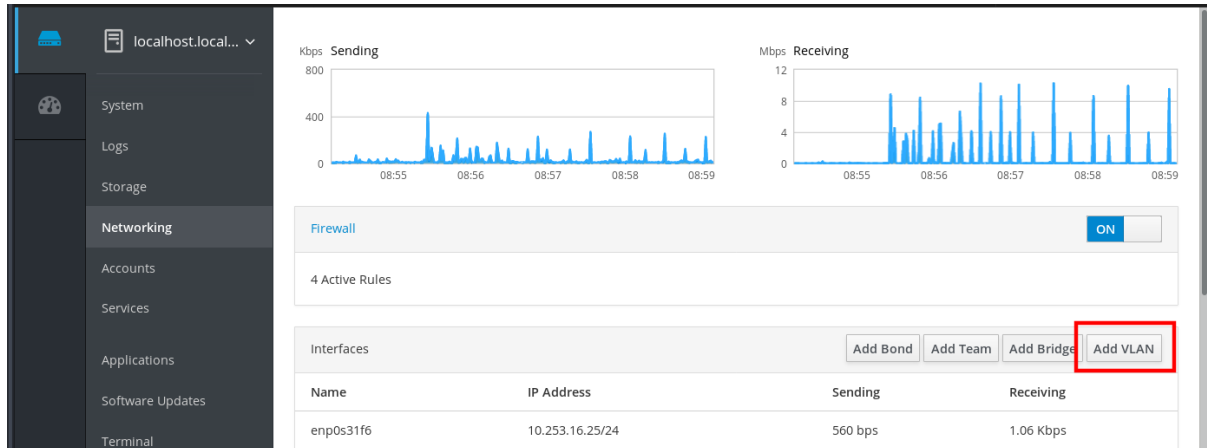 localhost.local...
System
Logs
Storage
Networking
Accounts
Services
Applications
Software Updates
Terminal
Kbps Sending
800
400
0
08:55 08:56 08:57 08:58 08:59
Mbps Receiving
12
8
4
0
08:55 08:56 08:57 08:58 08:59
Firewall ON
4 Active Rules
Interfaces Add Bond Add Team Add Bridge Add VLAN
Name IP Address Sending Receiving
enp0s31f6 10.253.16.25/24 560 bps 1.06 Kbps